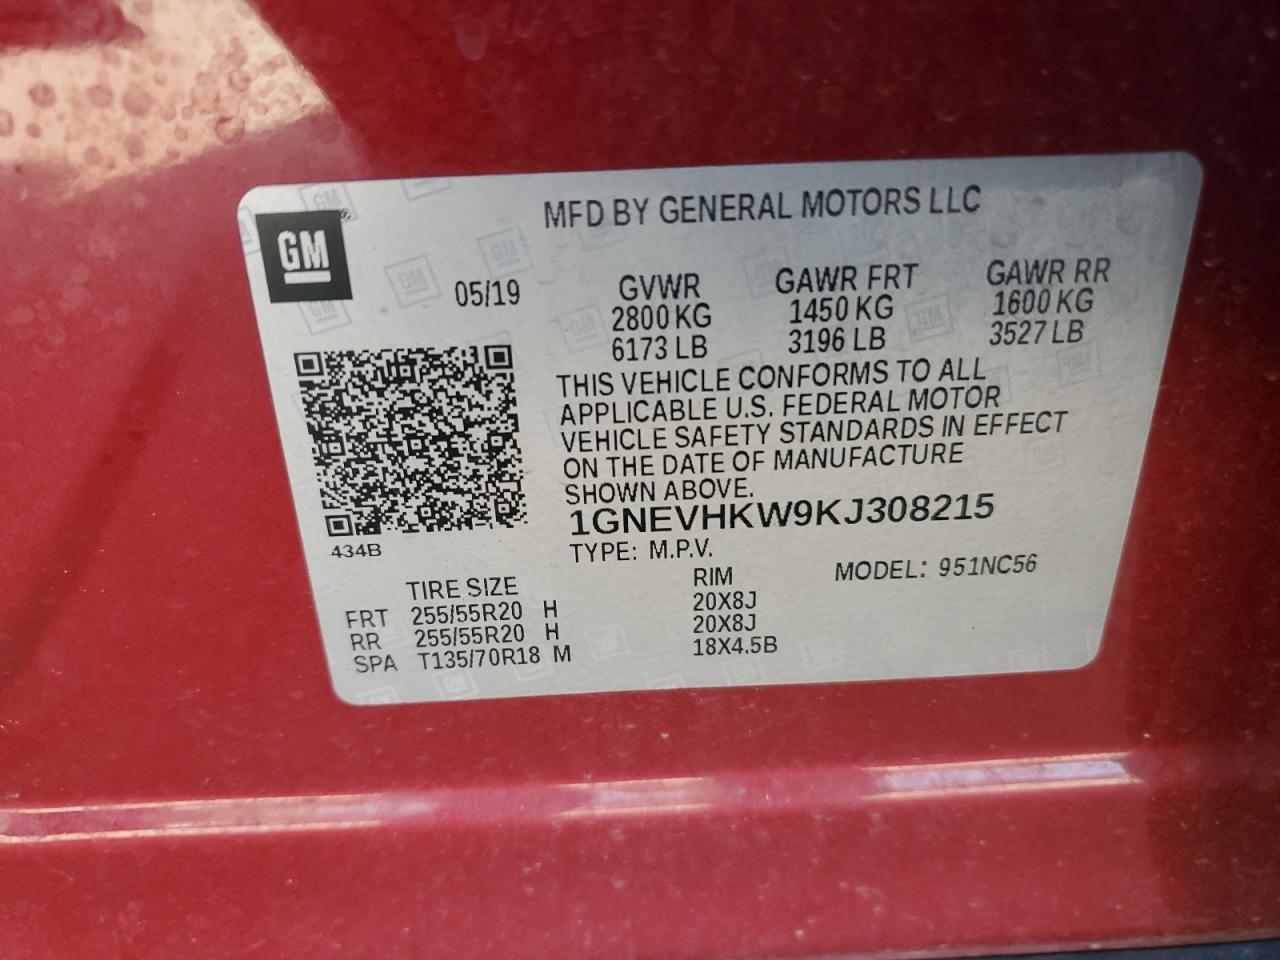 MFD BY GENERAL MOTORS LLC
GM
05/19
GVWR GAWR FRT GAWR RR
2800 KG 1450 KG 1600 KG
6173 LB 3196 LB 3527 LB
THIS VEHICLE CONFORMS TO ALL
APPLICABLE U.S. FEDERAL MOTOR
VEHICLE SAFETY STANDARDS IN EFFECT
ON THE DATE OF MANUFACTURE
SHOWN ABOVE.
1GNEVHKW9KJ308215
434B
TYPE: M.P.V. MODEL: 951NC56
TIRE SIZE RIM
FRT 255/55R20 H 20X8J
RR 255/55R20 H 20X8J
SPA T135/70R18 M 18X4.5B